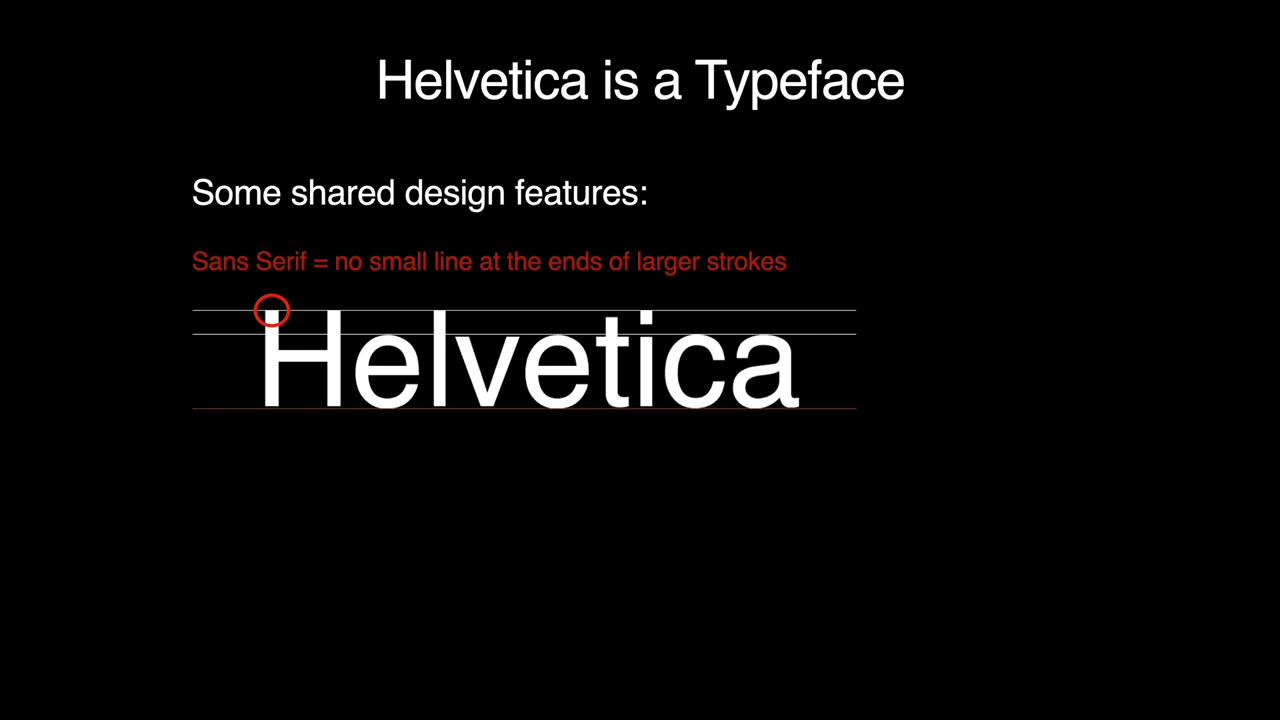 Helvetica is a Typeface
Some shared design features:
Sans Serif = no small line at the ends of larger strokes
Helvetica